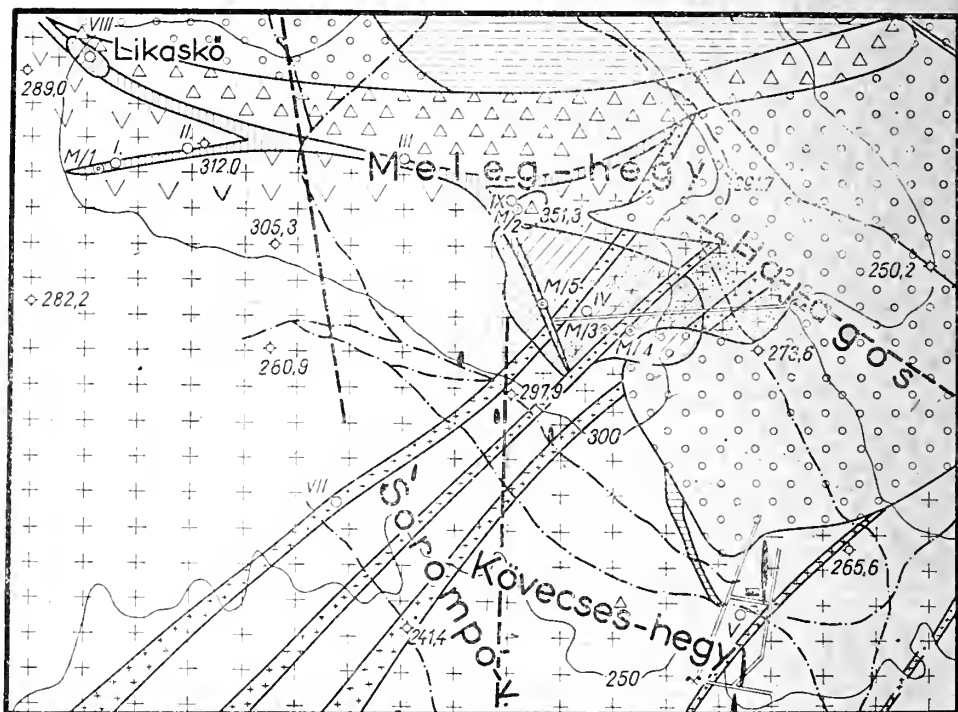 VIII
Likaskő
289,0
M/1
I.
II.
312.0
III
Meleg-hegy
291,7
IX
M/2
351,3
305,3
282,2
Hollagos
250,2
M/5
IV
M/3
M/4
273,6
260,9
297,9
300
VII
Sorompó
V.
Kövecses-hegy
265,6
241,4
250
V